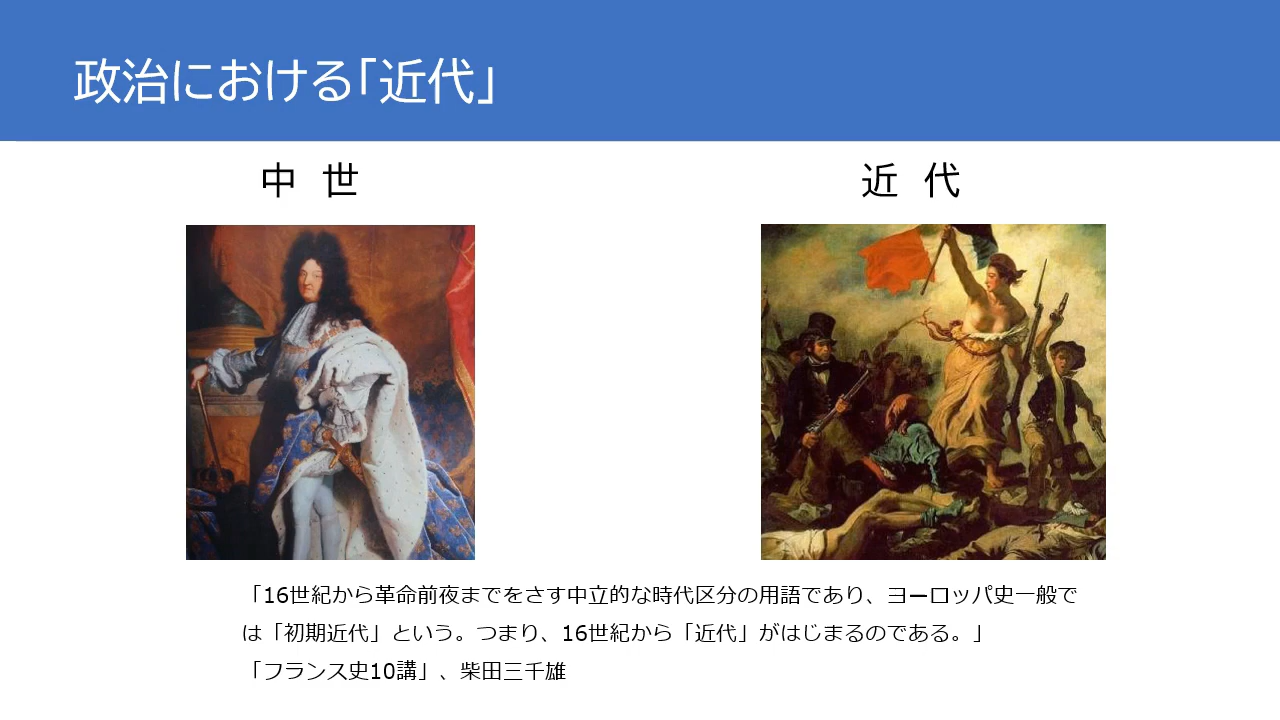 政治における「近代」
中 世
近 代
「16世紀から革命前夜までをさす中立的な時代区分の用語であり、ヨーロッパ史一般で
は「初期近代」という。つまり、16世紀から「近代」がはじまるのである。」
「フランス史10講」、柴田三千雄